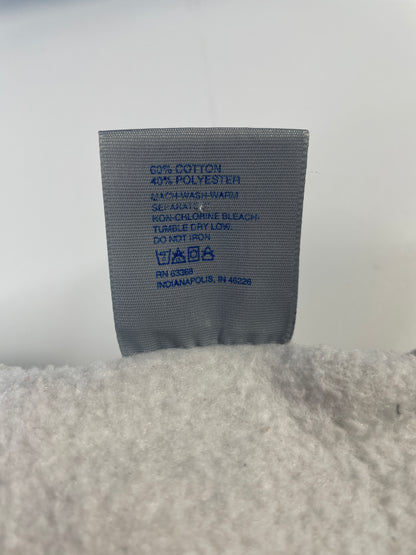 60% COTTON
40% POLYESTER
MACH-WASH-WARM
SEPARATELY
NON-CHLORINE BLEACH-
TUMBLE DRY LOW.
DO NOT IRON
RN 63368
INDIANAPOLIS, IN 46226